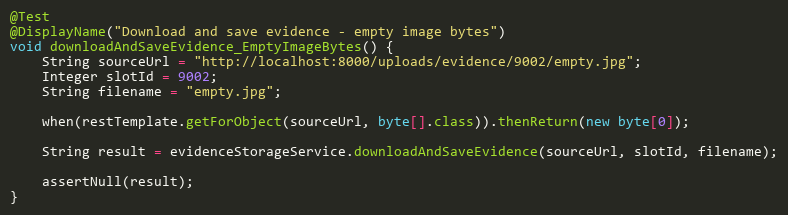 @Test
@DisplayName("Download and save evidence - empty image bytes")
void downloadAndSaveEvidence_EmptyImageBytes() {
    String sourceUrl = "http://localhost:8000/uploads/evidence/9002/empty.jpg";
    Integer slotId = 9002;
    String filename = "empty.jpg";

    when(restTemplate.getForObject(sourceUrl, byte[].class)).thenReturn(new byte[0]);

    String result = evidenceStorageService.downloadAndSaveEvidence(sourceUrl, slotId, filename);

    assertNull(result);
}